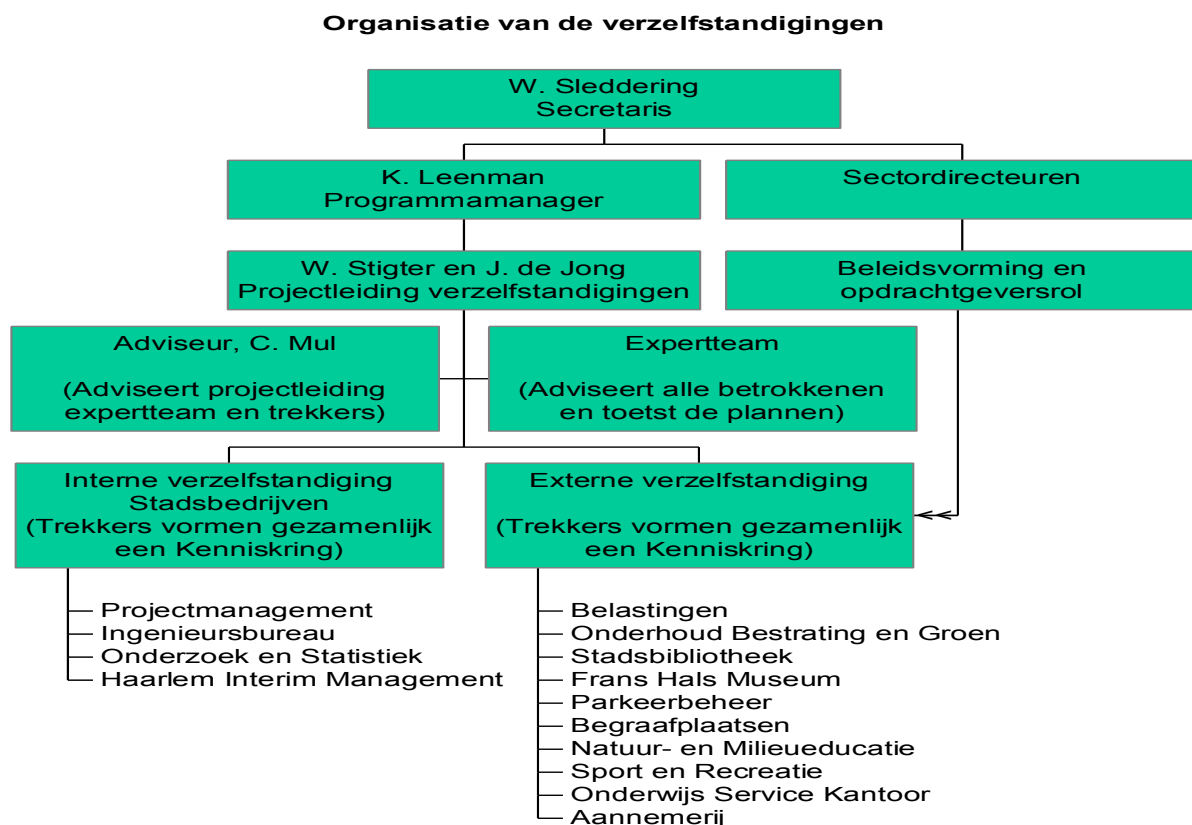 Organisatie van de verzelfstandigingen
W. Sleddering
Secretaris
K. Leenman
Programmamanager
Sectordirecteuren
W. Stigter en J. de Jong
Projectleiding verzelfstandigingen
Beleidsvorming en
opdrachtgeversrol
Adviseur, C. Mul
(Adviseert projectleiding
expertteam en trekkers)
Expertteam
(Adviseert alle betrokkenen
en toetst de plannen)
Interne verzelfstandiging
Stadsbedrijven
(Trekkers vormen gezamenlijk
een Kenniskring)
Externe verzelfstandiging
(Trekkers vormen gezamenlijk
een Kenniskring)
Projectmanagement
Ingenieursbureau
Onderzoek en Statistiek
Haarlem Interim Management
Belastingen
Onderhoud Bestrating en Groen
Stadsbibliotheek
Frans Hals Museum
Parkeerbeheer
Begraafplaatsen
Natuur- en Milieueducatie
Sport en Recreatie
Onderwijs Service Kantoor
Aannemerij